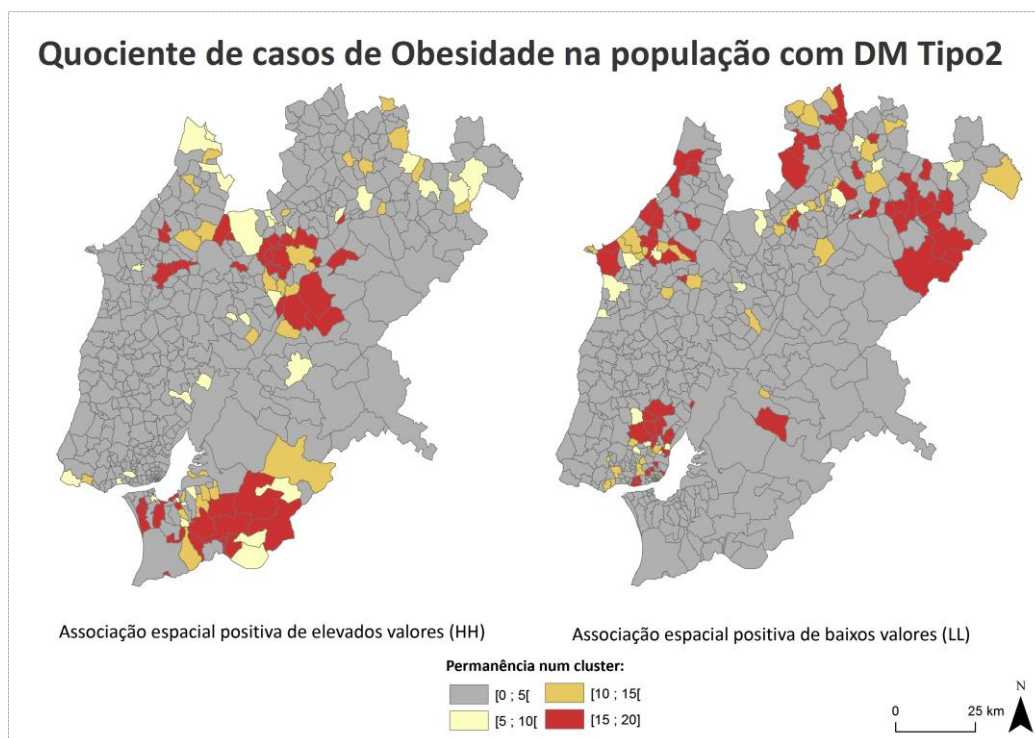 Quociente de casos de Obesidade na população com DM Tipo2
Associação espacial positiva de elevados valores (HH)
Associação espacial positiva de baixos valores (LL)
Permanência num cluster:
[0 ; 5[
[10 ; 15[
[5 ; 10[
[15 ; 20]
N
0 25 km